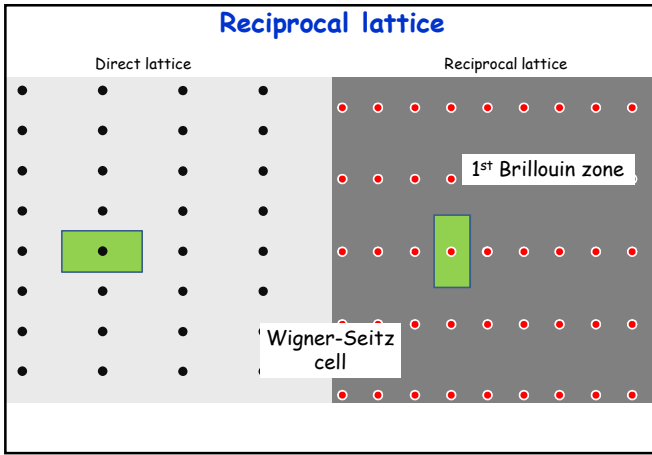 Reciprocal lattice
Direct lattice
Reciprocal lattice
1st Brillouin zone
Wigner-Seitz
cell